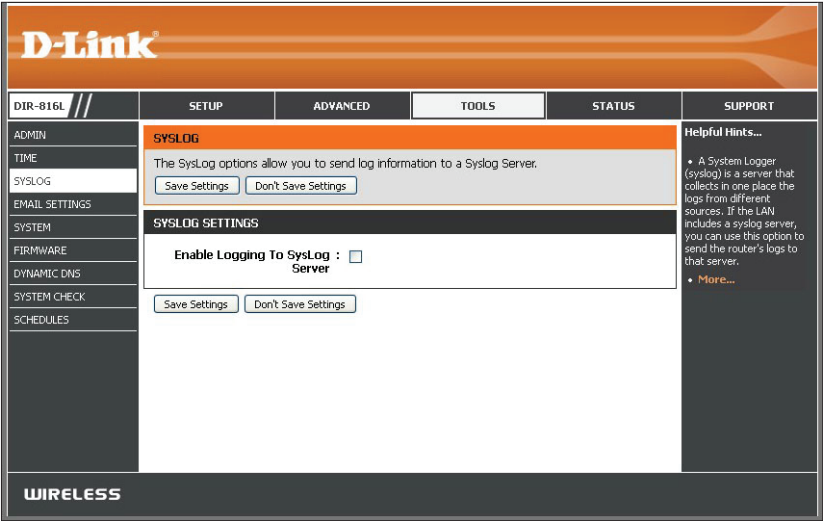 D-Link
DIR-816L
SETUP
ADVANCED
TOOLS
STATUS
SUPPORT
ADMIN
TIME
SYSLOG
EMAIL SETTINGS
SYSTEM
FIRMWARE
DYNAMIC DNS
SYSTEM CHECK
SCHEDULES
SYSLOG
The SysLog options allow you to send log information to a Syslog Server.
Save Settings
Don't Save Settings
SYSLOG SETTINGS
Enable Logging To SysLog :
Server
Save Settings
Don't Save Settings
Helpful Hints...
• A System Logger
(syslog) is a server that
collects in one place the
logs from different
sources. If the LAN
includes a syslog server,
you can use this option to
send the router's logs to
that server.
• More...
WIRELESS